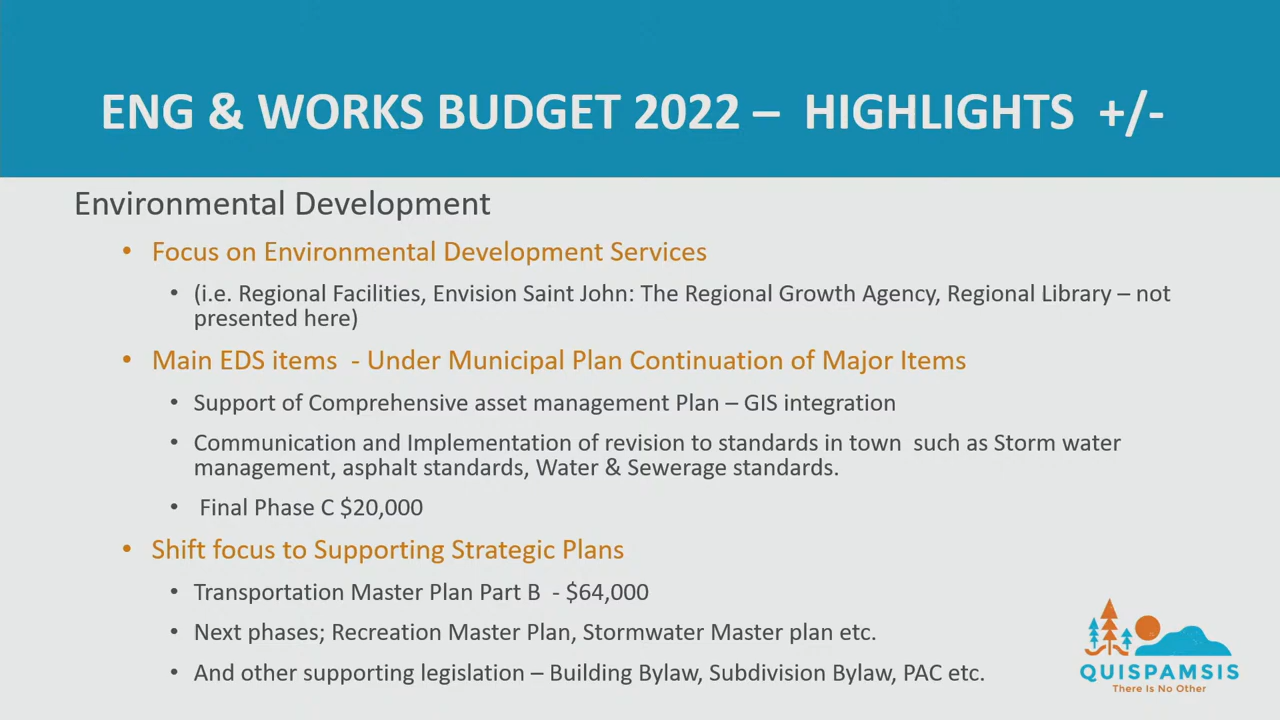 ENG & WORKS BUDGET 2022 – HIGHLIGHTS +/-
Environmental Development
• Focus on Environmental Development Services
• (i.e. Regional Facilities, Envision Saint John: The Regional Growth Agency, Regional Library – not
presented here)
• Main EDS items - Under Municipal Plan Continuation of Major Items
• Support of Comprehensive asset management Plan – GIS integration
• Communication and Implementation of revision to standards in town such as Storm water
management, asphalt standards, Water & Sewerage standards.
• Final Phase C $20,000
• Shift focus to Supporting Strategic Plans
• Transportation Master Plan Part B - $64,000
• Next phases; Recreation Master Plan, Stormwater Master plan etc.
• And other supporting legislation – Building Bylaw, Subdivision Bylaw, PAC etc.
QUISPAMSIS
There Is No Other